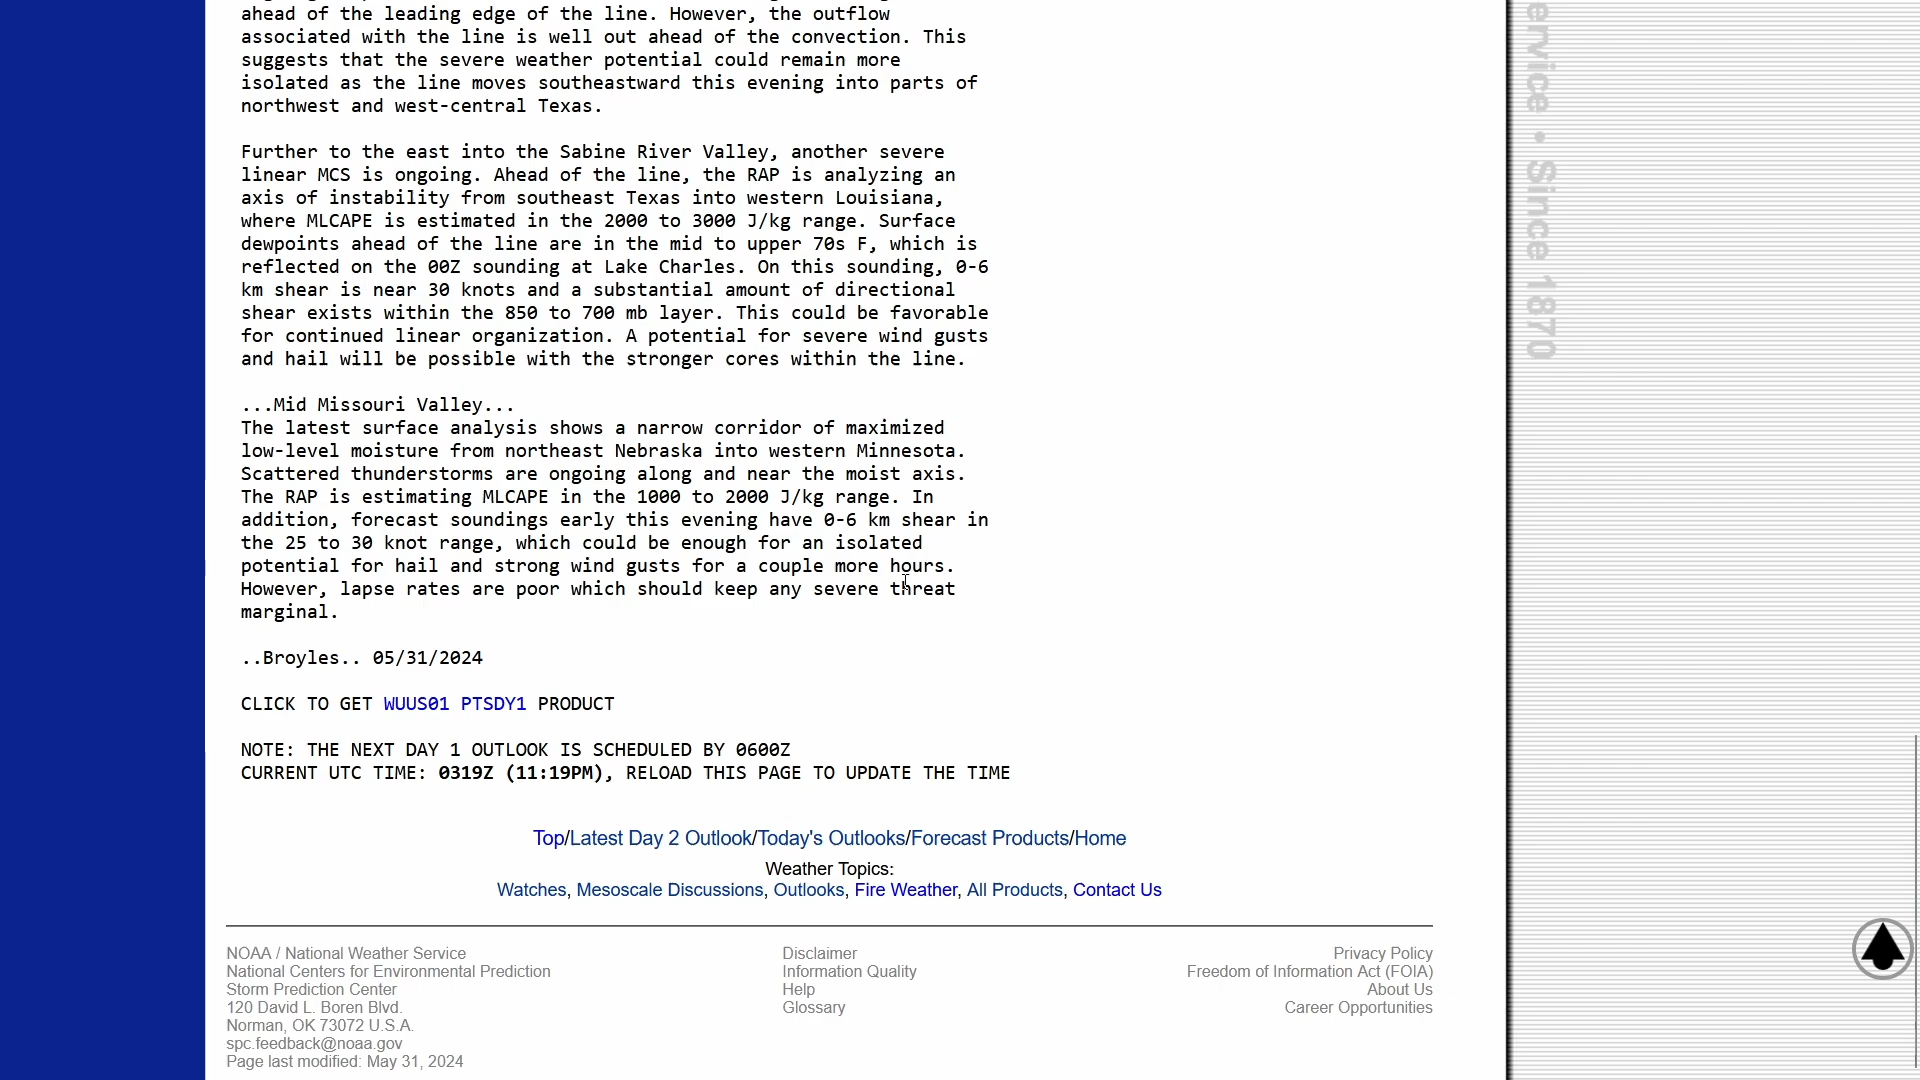 ahead of the leading edge of the line. However, the outflow
associated with the line is well out ahead of the convection. This
suggests that the severe weather potential could remain more
isolated as the line moves southeastward this evening into parts of
northwest and west-central Texas.
Further to the east into the Sabine River Valley, another severe
linear MCS is ongoing. Ahead of the line, the RAP is analyzing an
axis of instability from southeast Texas into western Louisiana,
where MLCAPE is estimated in the 2000 to 3000 J/kg range. Surface
dewpoints ahead of the line are in the mid to upper 70s F, which is
reflected on the 00Z sounding at Lake Charles. On this sounding, 0-6
km shear is near 30 knots and a substantial amount of directional
shear exists within the 850 to 700 mb layer. This could be favorable
for continued linear organization. A potential for severe wind gusts
and hail will be possible with the stronger cores within the line.
...Mid Missouri Valley...
The latest surface analysis shows a narrow corridor of maximized
low-level moisture from northeast Nebraska into western Minnesota.
Scattered thunderstorms are ongoing along and near the moist axis.
The RAP is estimating MLCAPE in the 1000 to 2000 J/kg range. In
addition, forecast soundings early this evening have 0-6 km shear in
the 25 to 30 knot range, which could be enough for an isolated
potential for hail and strong wind gusts for a couple more hours.
However, lapse rates are poor which should keep any severe threat
marginal.
..Broyles.. 05/31/2024
CLICK TO GET WUUS01 PTSDY1 PRODUCT
NOTE: THE NEXT DAY 1 OUTLOOK IS SCHEDULED BY 0600Z
CURRENT UTC TIME: 0319Z (11:19PM), RELOAD THIS PAGE TO UPDATE THE TIME
Top/Latest Day 2 Outlook/Today's Outlooks/Forecast Products/Home
Weather Topics:
Watches, Mesoscale Discussions, Outlooks, Fire Weather, All Products, Contact Us
NOAA / National Weather Service
National Centers for Environmental Prediction
Storm Prediction Center
120 David L. Boren Blvd.
Norman, OK 73072 U.S.A.
spc.feedback@noaa.gov
Page last modified: May 31, 2024
Disclaimer
Information Quality
Help
Glossary
Privacy Policy
Freedom of Information Act (FOIA)
About Us
Career Opportunities
ervice • Since 1870